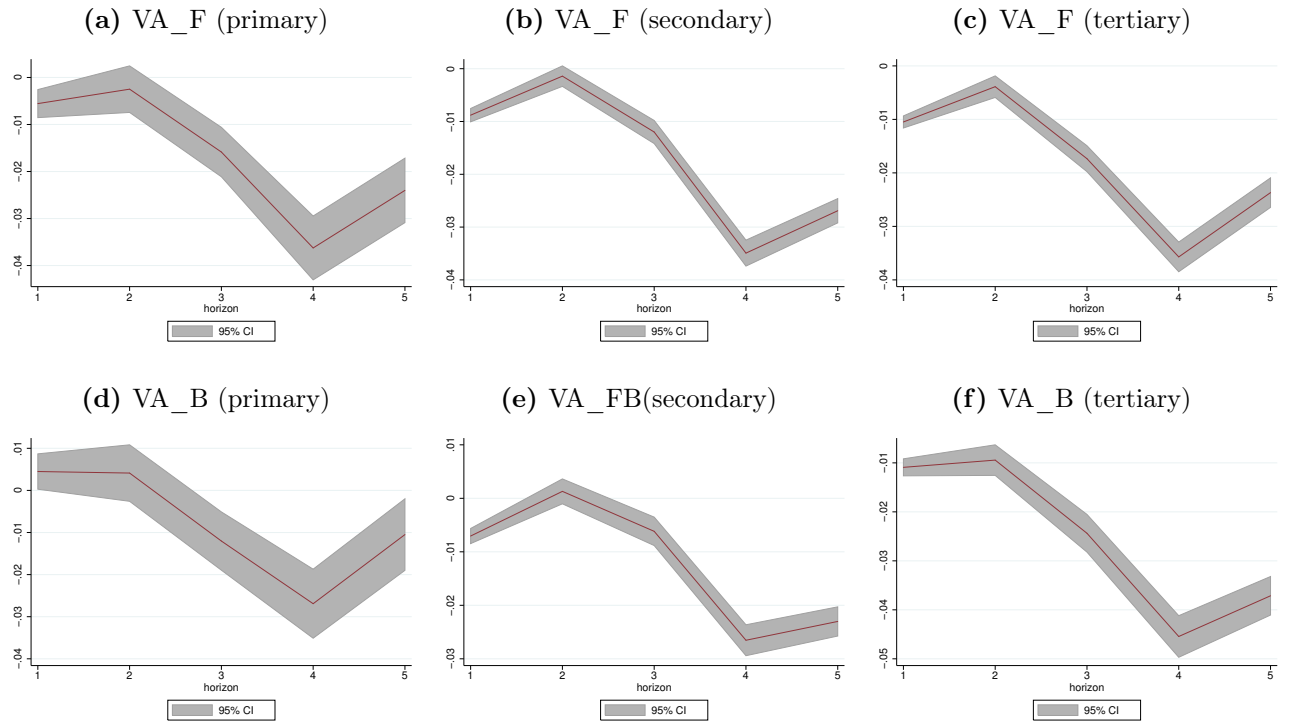 (a) VA_F (primary)
0
-.01
-.02
-.03
-.04
1 2 3 4 5
horizon
95% CI
(b) VA_F (secondary)
0
-.01
-.02
-.03
-.04
1 2 3 4 5
horizon
95% CI
(c) VA_F (tertiary)
0
-.01
-.02
-.03
-.04
1 2 3 4 5
horizon
95% CI
(d) VA_B (primary)
.01
0
-.01
-.02
-.03
-.04
1 2 3 4 5
horizon
95% CI
(e) VA_FB(secondary)
.01
0
-.01
-.02
-.03
1 2 3 4 5
horizon
95% CI
(f) VA_B (tertiary)
-.01
-.02
-.03
-.04
-.05
1 2 3 4 5
horizon
95% CI